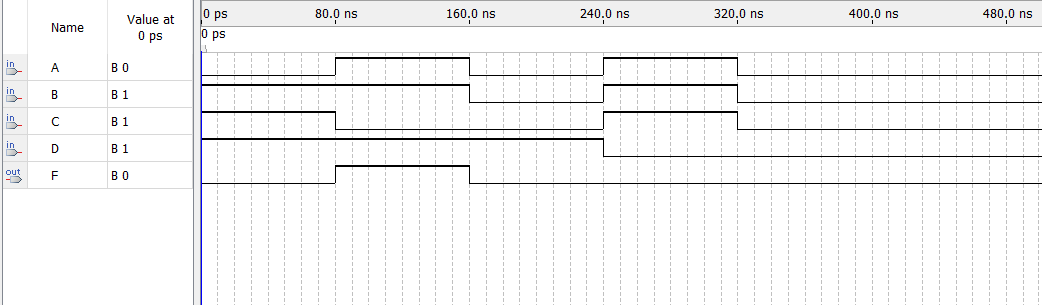 Name
Value at
0 ps
0 ps 80.0 ns 160.0 ns 240.0 ns 320.0 ns 400.0 ns 480.0 ns
0 ps
in A B 0
in B B 1
in C B 1
in D B 1
out F B 0